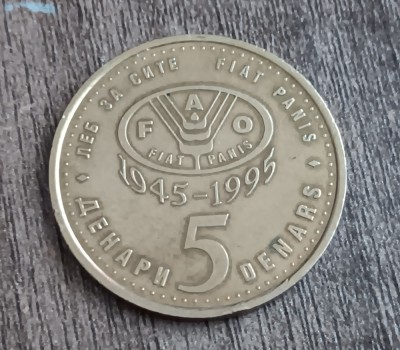 ЛЕБ ЗА СИТЕ FIAT PANIS
F A O
FIAT PANIS
1945-1995
5
ДЕНАРИ DENARS